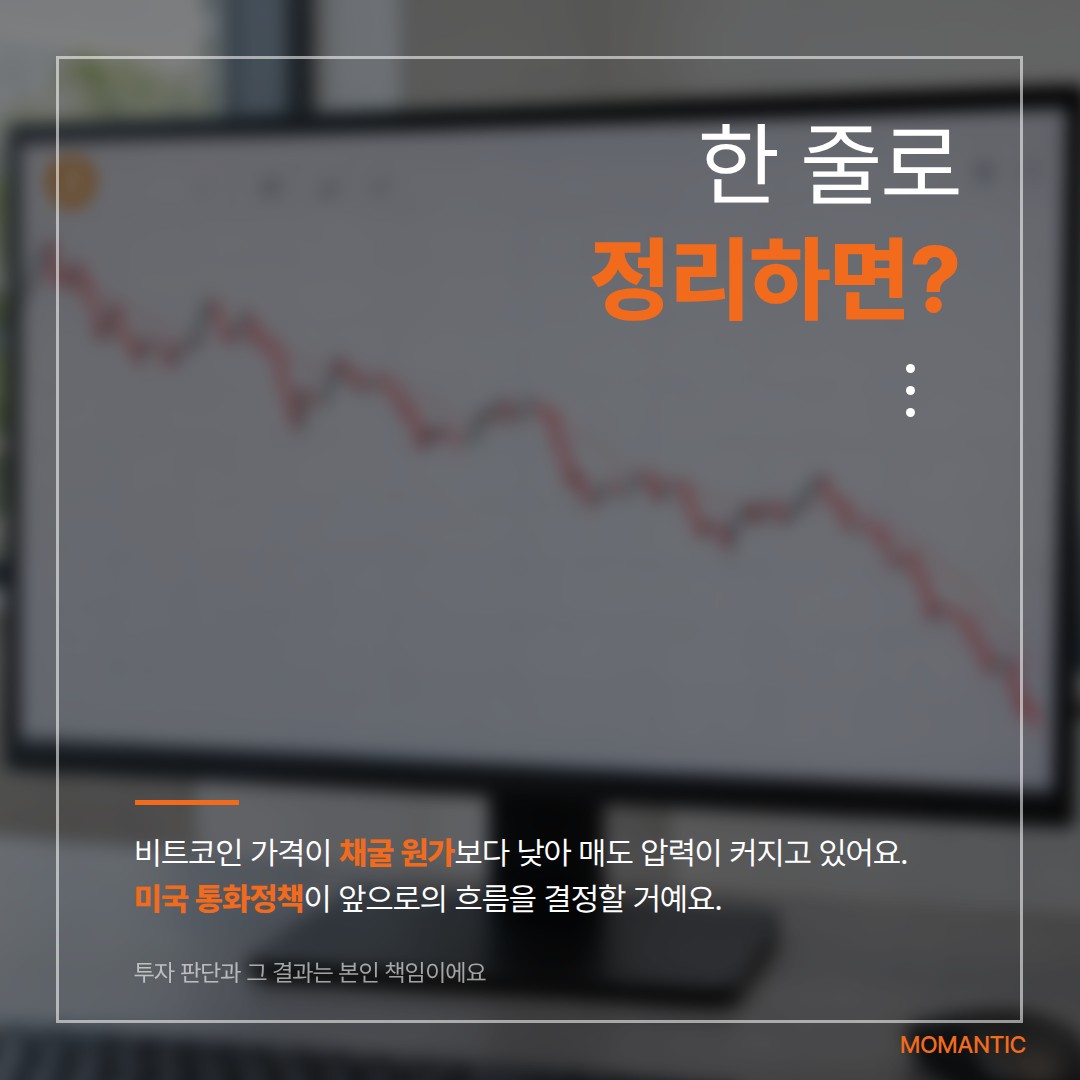 한 줄로
정리하면?
비트코인 가격이 채굴 원가보다 낮아 매도 압력이 커지고 있어요.
미국 통화정책이 앞으로의 흐름을 결정할 거예요.
투자 판단과 그 결과는 본인 책임이에요
MOMANTIC